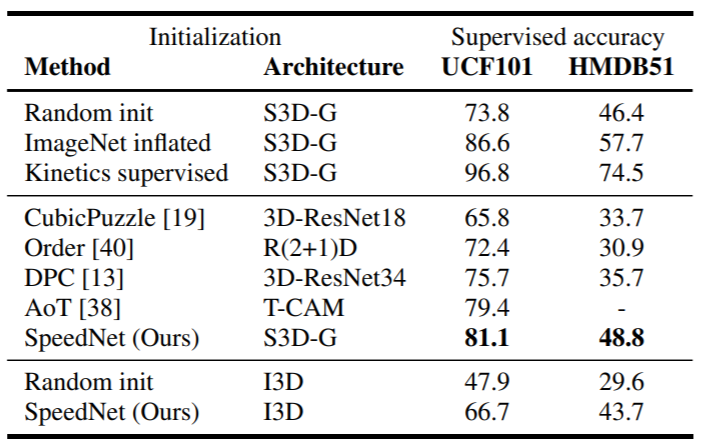 Initialization Supervised accuracy
Method Architecture UCF101 HMDB51
Random init S3D-G 73.8 46.4
ImageNet inflated S3D-G 86.6 57.7
Kinetics supervised S3D-G 96.8 74.5
CubicPuzzle [19] 3D-ResNet18 65.8 33.7
Order [40] R(2+1)D 72.4 30.9
DPC [13] 3D-ResNet34 75.7 35.7
AoT [38] T-CAM 79.4 -
SpeedNet (Ours) S3D-G 81.1 48.8
Random init I3D 47.9 29.6
SpeedNet (Ours) I3D 66.7 43.7